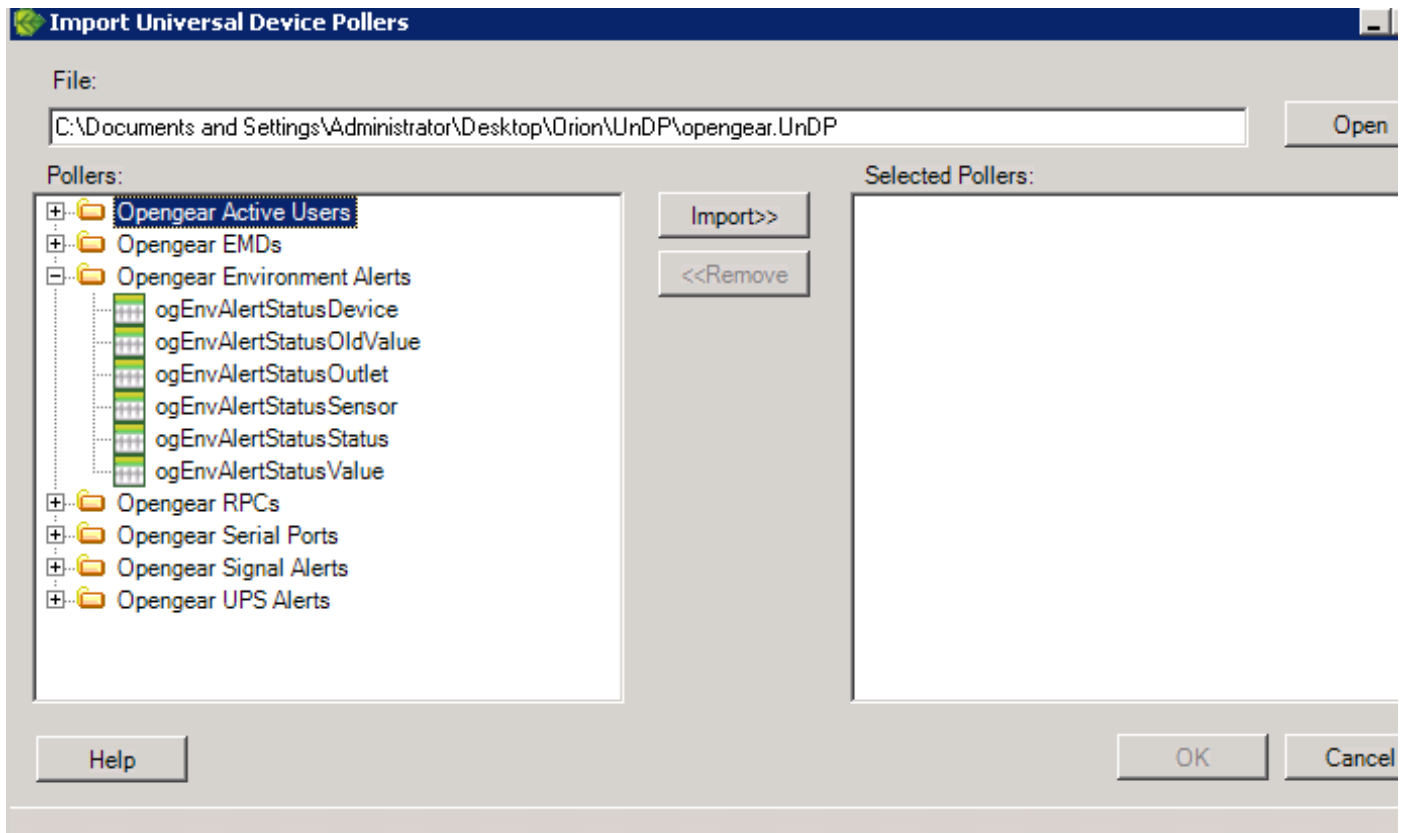 Import Universal Device Pollers
File:
C:\Documents and Settings\Administrator\Desktop\Orion\UnDP\opengear.UnDP
Open
Pollers:
Selected Pollers:
Opengear Active Users
Import>>
Opengear EMDs
Opengear Environment Alerts
<<Remove
ogEnvAlertStatusDevice
ogEnvAlertStatusOldValue
ogEnvAlertStatusOutlet
ogEnvAlertStatusSensor
ogEnvAlertStatusStatus
ogEnvAlertStatusValue
Opengear RPCs
Opengear Serial Ports
Opengear Signal Alerts
Opengear UPS Alerts
Help
OK
Cancel